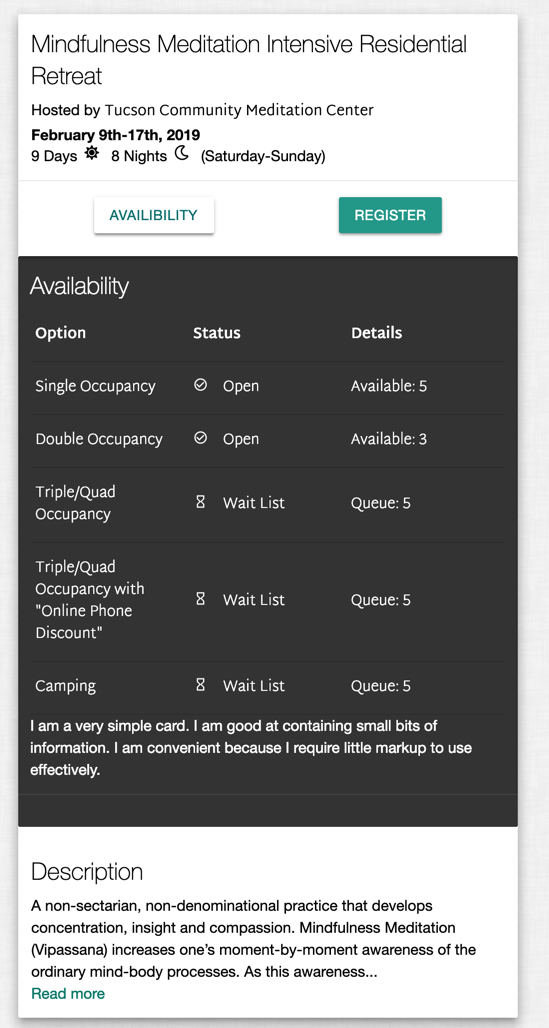 Mindfulness Meditation Intensive Residential
Retreat
Hosted by Tucson Community Meditation Center
February 9th-17th, 2019
9 Days 8 Nights (Saturday-Sunday)
AVAILIBILITY REGISTER
Availability
Option Status Details
Single Occupancy Open Available: 5
Double Occupancy Open Available: 3
Triple/Quad
Occupancy Wait List Queue: 5
Triple/Quad
Occupancy with
"Online Phone
Discount" Wait List Queue: 5
Camping Wait List Queue: 5
I am a very simple card. I am good at containing small bits of
information. I am convenient because I require little markup to use
effectively.
Description
A non-sectarian, non-denominational practice that develops
concentration, insight and compassion. Mindfulness Meditation
(Vipassana) increases one’s moment-by-moment awareness of the
ordinary mind-body processes. As this awareness...
Read more